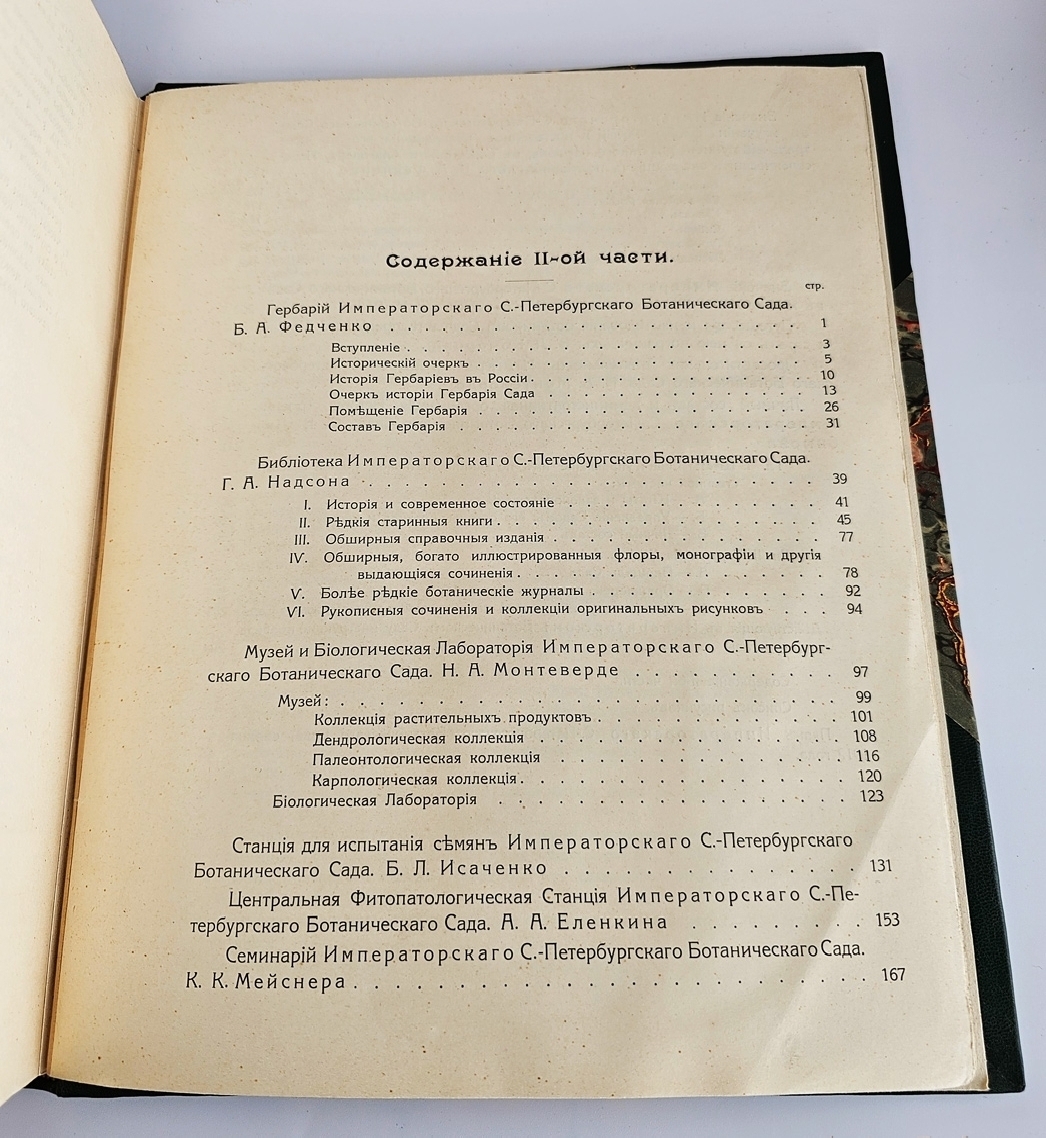 Содержаніе II-ой части.
стр.
Гербарій Императорскаго С.-Петербургскаго Ботаническаго Сада.
Б. А. Федченко . . . . . . . . . . . . . . . . . . . . . . 1
Вступленіе . . . . . . . . . . . . . . . . . . . . 3
Историческій очеркъ . . . . . . . . . . . . . . . . . 5
Исторія Гербаріевъ въ Россіи . . . . . . . . . . . . . . . 10
Очеркъ исторіи Гербарія Сада . . . . . . . . . . . . . . 13
Помѣщеніе Гербарія . . . . . . . . . . . . . . . . . 26
Составъ Гербарія . . . . . . . . . . . . . . . . . . 31
Библіотека Императорскаго С.-Петербургскаго Ботаническаго Сада.
Г. А. Надсона . . . . . . . . . . . . . . . . . . . . . . 39
I. Исторія и современное состояніе . . . . . . . . . . . . 41
II. Рѣдкія старинныя книги . . . . . . . . . . . . . . . 45
III. Обширныя справочныя изданія . . . . . . . . . . . . . 77
IV. Обширныя, богато иллюстрированныя флоры, монографіи и другія
выдающіяся сочиненія . . . . . . . . . . . . . . . 78
V. Болѣе рѣдкіе ботаническіе журналы . . . . . . . . . . . 92
VI. Рукописныя сочиненія и коллекціи оригинальныхъ рисунковъ . . . 94
Музей и Біологическая Лабораторія Императорскаго С.-Петербург-
скаго Ботаническаго Сада. Н. А. Монтеверде . . . . . . . . . 97
Музей: . . . . . . . . . . . . . . . . . . . . . . 99
Коллекція растительныхъ продуктовъ . . . . . . . . . . . 101
Дендрологическая коллекція . . . . . . . . . . . . . . 108
Палеонтологическая коллекція . . . . . . . . . . . . . 116
Карпологическая коллекція . . . . . . . . . . . . . . . 120
Біологическая Лабораторія . . . . . . . . . . . . . . . 123
Станція для испытанія сѣмянъ Императорскаго С.-Петербургскаго
Ботаническаго Сада. Б. Л. Исаченко . . . . . . . . . . . . 131
Центральная Фитопатологическая Станція Императорскаго С.-Пе-
тербургскаго Ботаническаго Сада. А. А. Еленкина . . . . . . . 153
Семинарій Императорскаго С.-Петербургскаго Ботаническаго Сада.
К. К. Мейснера . . . . . . . . . . . . . . . . . . . . . 167